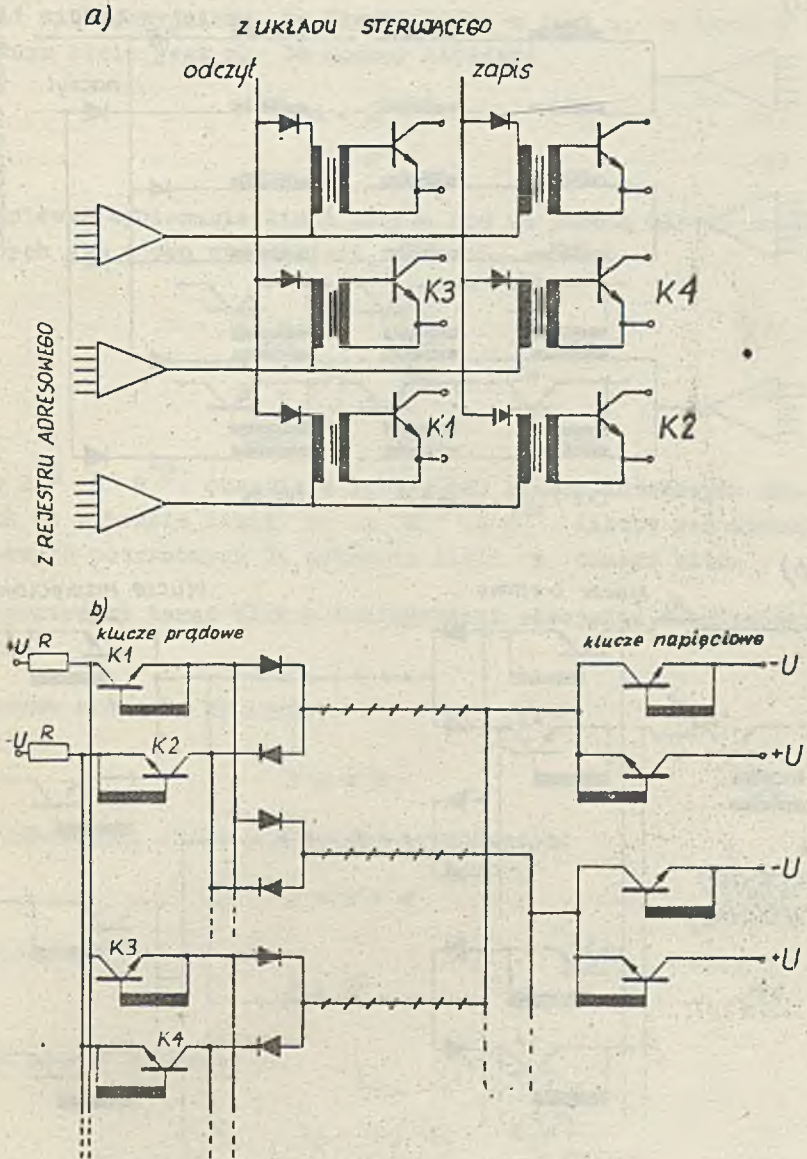 a)
Z UKŁADU STERUJĄCEGO
odczyt
zapis
K3
K4
K1
K2
Z REJESTRU ADRESOWEGO
b)
klucze prądowe
klucze napięciowe
+U
R
K1
-U
-U
R
K2
+U
-U
K3
+U
K4